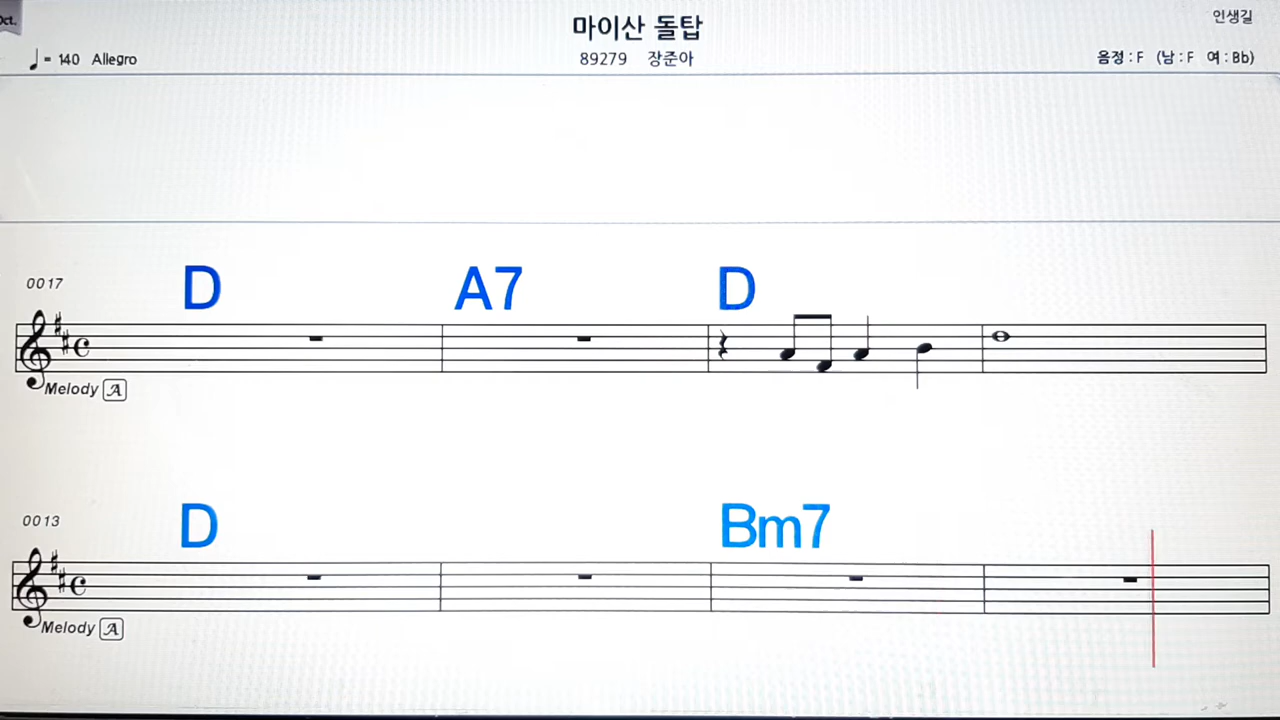 Oct.
인생길
마이산 돌탑
♩ = 140 Allegro
89279 장준아
음정 : F (남 : F 여 : Bb)
0017
D A7 D
Melody A
0013
D Bm7
Melody A